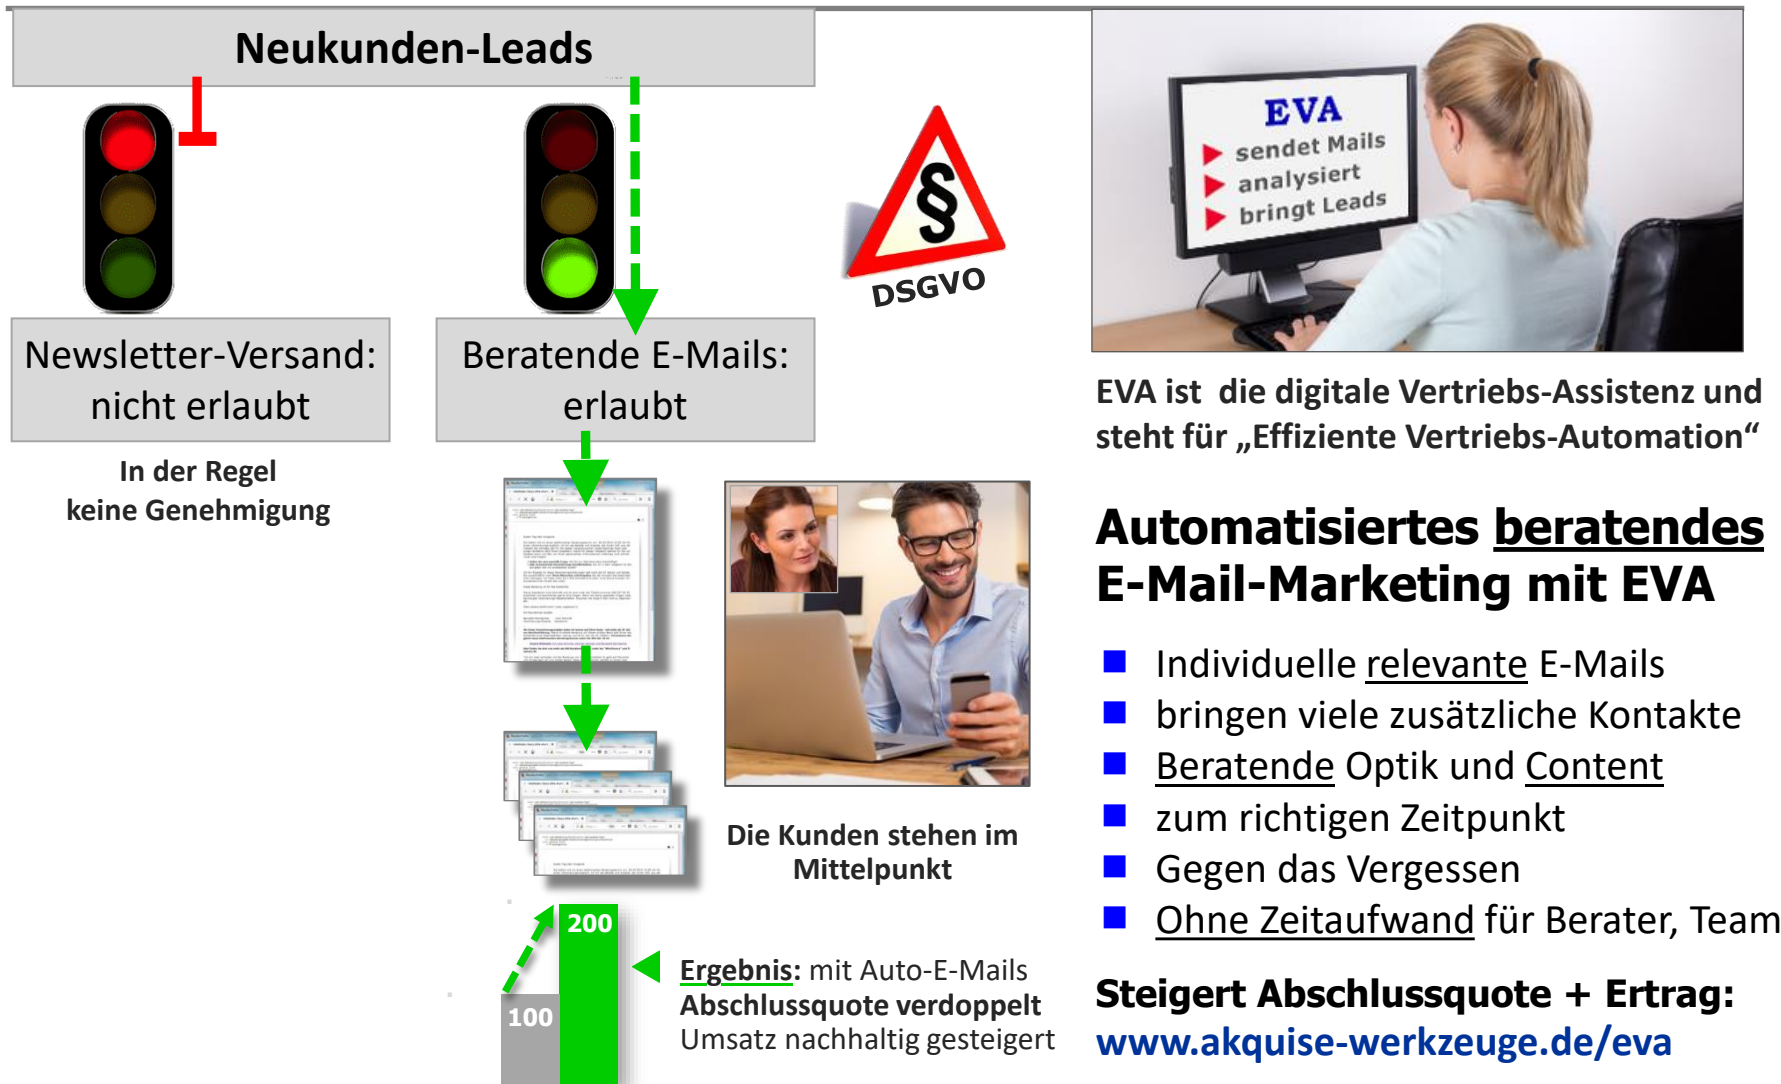 Neukunden-Leads
Newsletter-Versand:
nicht erlaubt
In der Regel
keine Genehmigung
Beratende E-Mails:
erlaubt
§
DSGVO
EVA
sendet Mails
analysiert
bringt Leads
EVA ist die digitale Vertriebs-Assistenz und
steht für „Effiziente Vertriebs-Automation“
Die Kunden stehen im
Mittelpunkt
200
100
Ergebnis: mit Auto-E-Mails
Abschlussquote verdoppelt
Umsatz nachhaltig gesteigert
Automatisiertes beratendes
E-Mail-Marketing mit EVA
Individuelle relevante E-Mails
bringen viele zusätzliche Kontakte
Beratende Optik und Content
zum richtigen Zeitpunkt
Gegen das Vergessen
Ohne Zeitaufwand für Berater, Team
Steigert Abschlussquote + Ertrag:
www.akquise-werkzeuge.de/eva